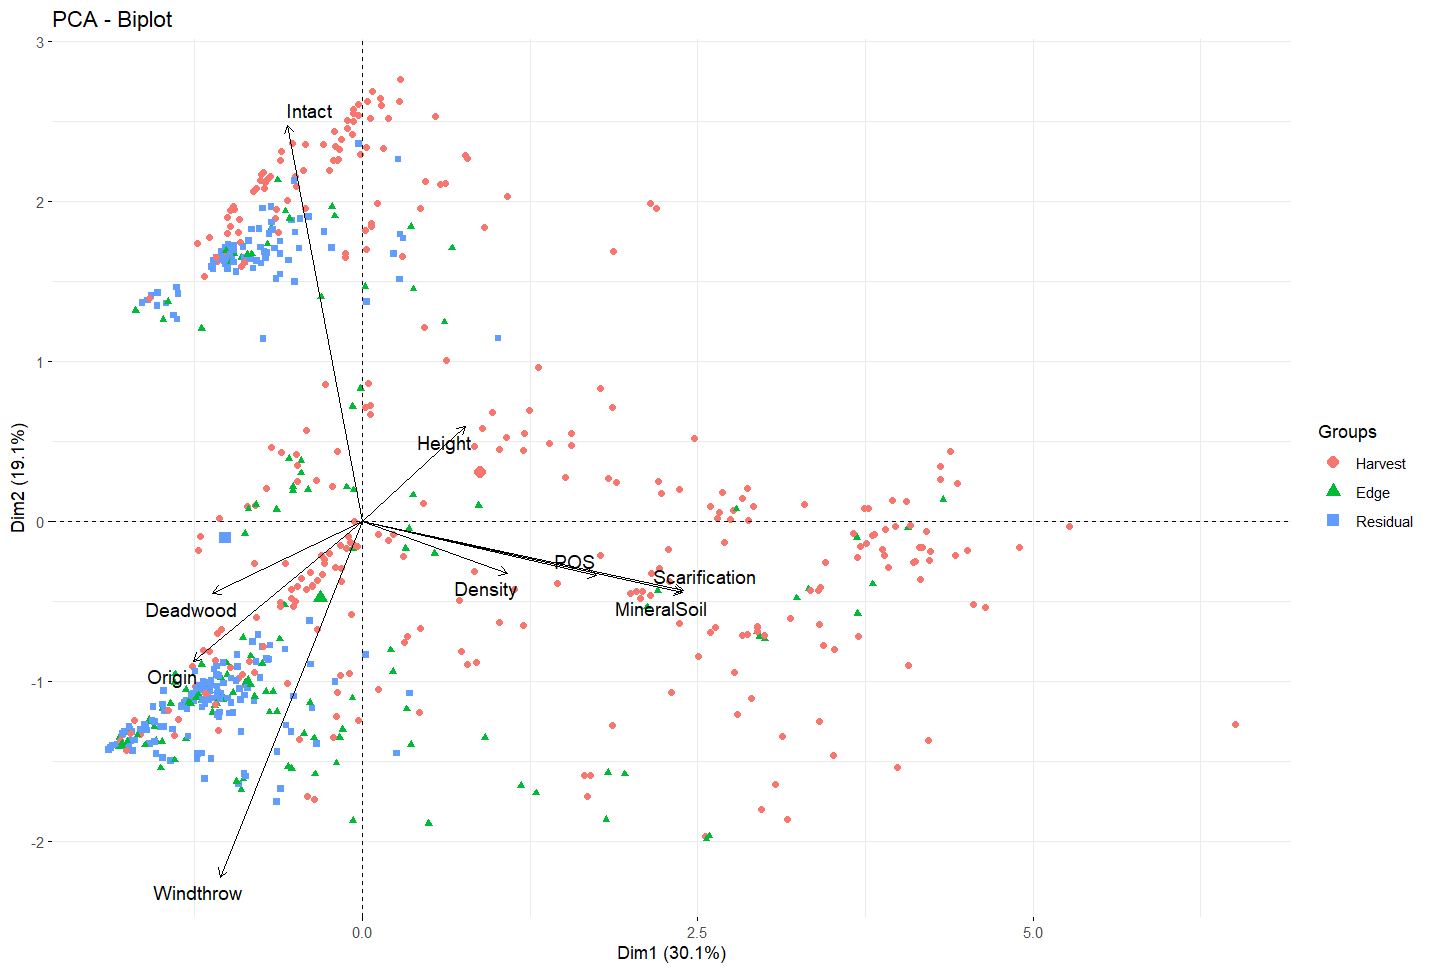 PCA - Biplot
3
2
1
0
-1
-2
Dim2 (19.1%)
Intact
Height
POS
Scarification
Density
MineralSoil
Deadwood
Origin
Windthrow
0.0
2.5
5.0
Dim1 (30.1%)
Groups
Harvest
Edge
Residual